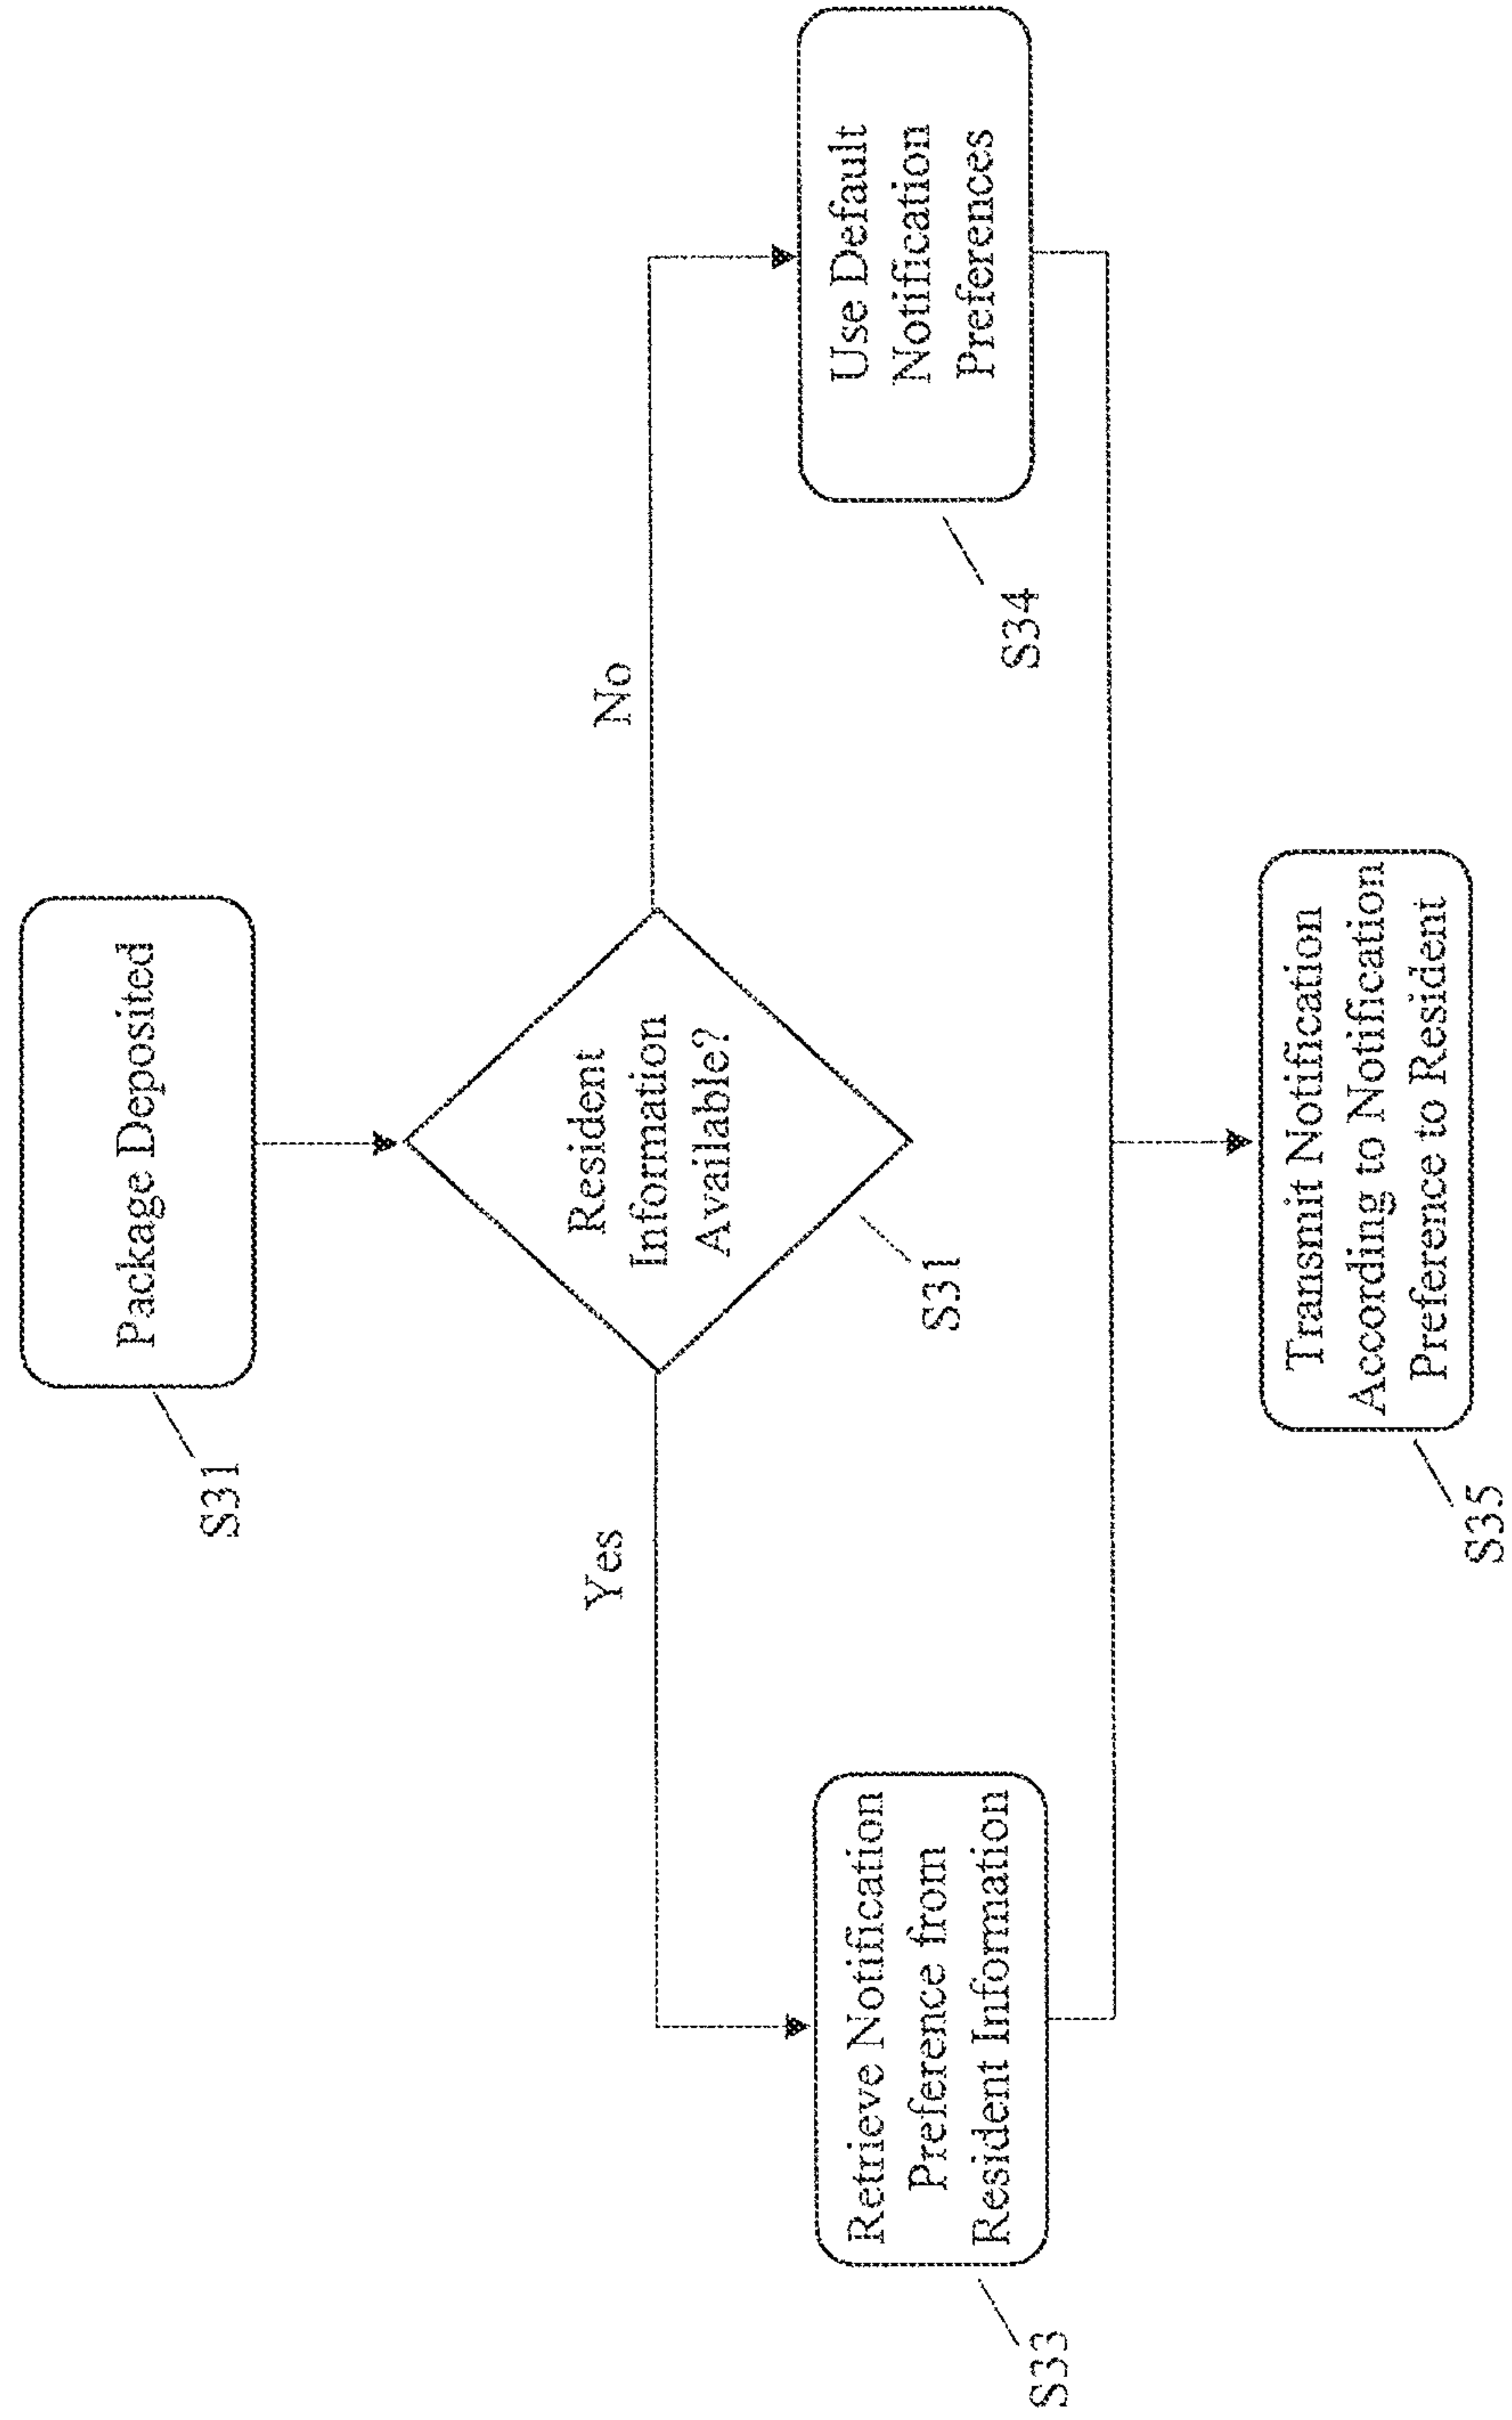 Package Deposited
S31
Resident
Information
Available?
S31
Yes
No
Retrieve Notification
Preference from
Resident Information
S33
Use Default
Notification
Preferences
S34
Transmit Notification
According to Notification
Preference to Resident
S35